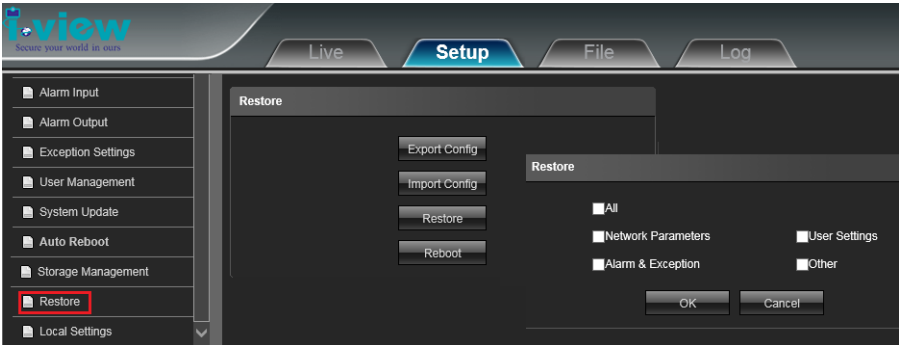 i-view
Secure your world in ours
Live
Setup
File
Log
Alarm Input
Alarm Output
Exception Settings
User Management
System Update
Auto Reboot
Storage Management
Restore
Local Settings
Restore
Export Config
Import Config
Restore
Reboot
Restore
All
Network Parameters User Settings
Alarm & Exception Other
OK Cancel